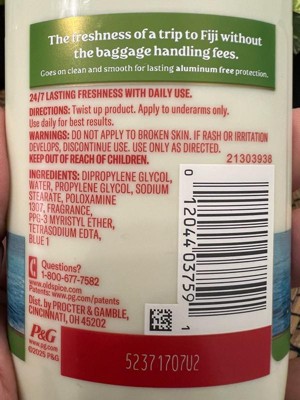 The freshness of a trip to Fiji without
the baggage handling fees.
Goes on clean and smooth for lasting aluminum free protection.
24/7 LASTING FRESHNESS WITH DAILY USE.
DIRECTIONS: Twist up product. Apply to underarms only.
Use daily for best results.
WARNINGS: DO NOT APPLY TO BROKEN SKIN. IF RASH OR IRRITATION
DEVELOPS, DISCONTINUE USE. USE ONLY AS DIRECTED.
KEEP OUT OF REACH OF CHILDREN.
21303938
INGREDIENTS: DIPROPYLENE GLYCOL,
WATER, PROPYLENE GLYCOL, SODIUM
STEARATE, POLOXAMINE
1307, FRAGRANCE,
PPG-3 MYRISTYL ETHER,
TETRASODIUM EDTA,
BLUE 1
0 12044 03759 1
Questions?
1-800-677-7582
www.oldspice.com
Patents: www.pg.com/patents
Dist. by PROCTER & GAMBLE,
CINCINNATI, OH 45202
P&G
www.pg.com
©2025 P&G
52371707U2